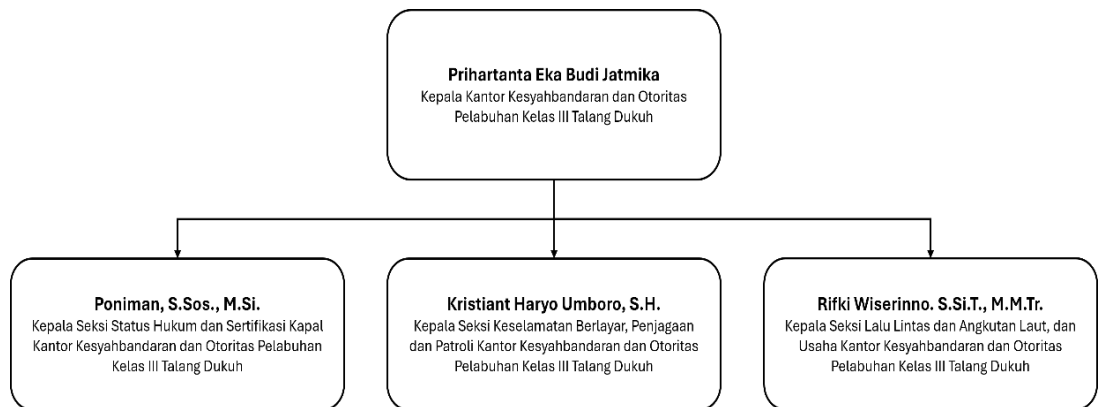 Prihartanta Eka Budi Jatmika
Kepala Kantor Kesyahbandaran dan Otoritas
Pelabuhan Kelas III Talang Dukuh
Poniman, S.Sos., M.Si.
Kepala Seksi Status Hukum dan Sertifikasi Kapal
Kantor Kesyahbandaran dan Otoritas Pelabuhan
Kelas III Talang Dukuh
Kristiant Haryo Umboro, S.H.
Kepala Seksi Keselamatan Berlayar, Penjagaan
dan Patroli Kantor Kesyahbandaran dan Otoritas
Pelabuhan Kelas III Talang Dukuh
Rifki Wiserinno. S.Si.T., M.M.Tr.
Kepala Seksi Lalu Lintas dan Angkutan Laut, dan
Usaha Kantor Kesyahbandaran dan Otoritas
Pelabuhan Kelas III Talang Dukuh